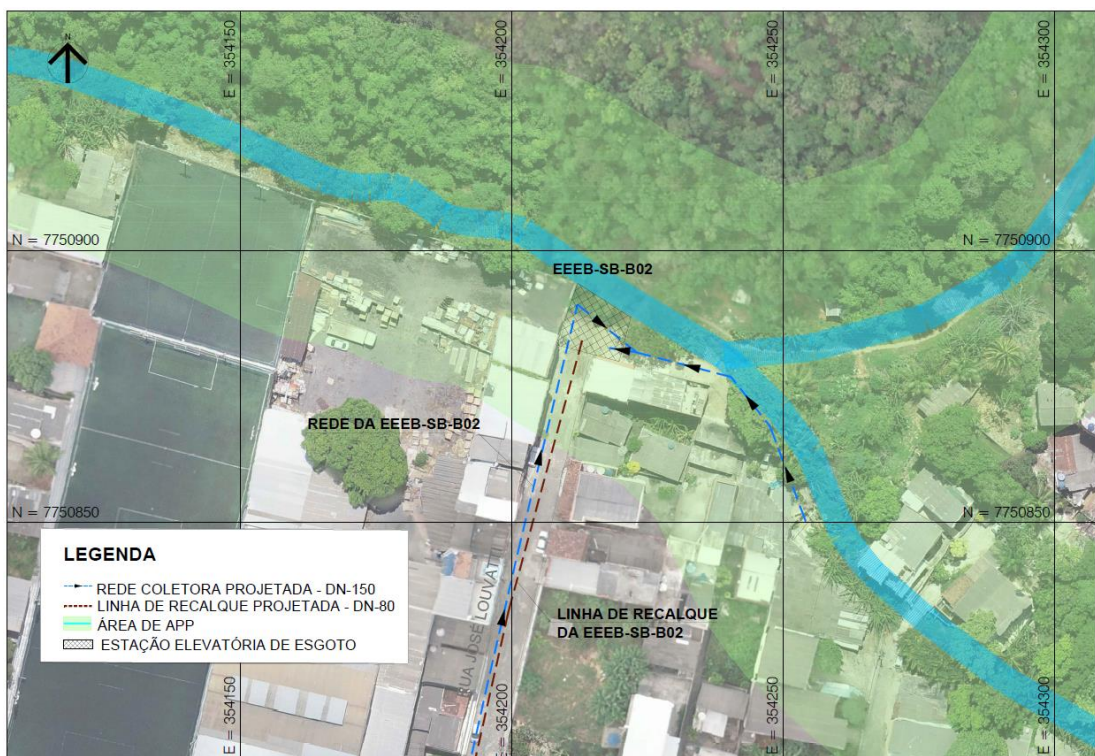 N
E = 354150
E = 354200
E = 354250
E = 354300
N = 7750900
N = 7750900
EEEB-SB-B02
REDE DA EEEB-SB-B02
N = 7750850
N = 7750850
LEGENDA
REDE COLETORA PROJETADA - DN-150
LINHA DE RECALQUE PROJETADA - DN-80
ÁREA DE APP
ESTAÇÃO ELEVATÓRIA DE ESGOTO
RUA JOSÉ LOUVATTI
LINHA DE RECALQUE
DA EEEB-SB-B02
E = 354150
E = 354200
E = 354250
E = 354300